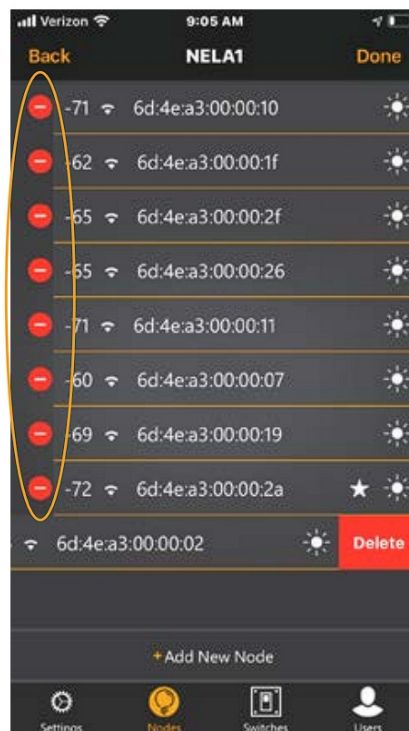 Verizon 9:05 AM
Back NELA1 Done
-71 6d:4e:a3:00:00:10
-62 6d:4e:a3:00:00:1f
-65 6d:4e:a3:00:00:2f
-65 6d:4e:a3:00:00:26
-71 6d:4e:a3:00:00:11
-60 6d:4e:a3:00:00:07
-69 6d:4e:a3:00:00:19
-72 6d:4e:a3:00:00:2a
6d:4e:a3:00:00:02 Delete
+Add New Node
Settings Nodes Switches Users